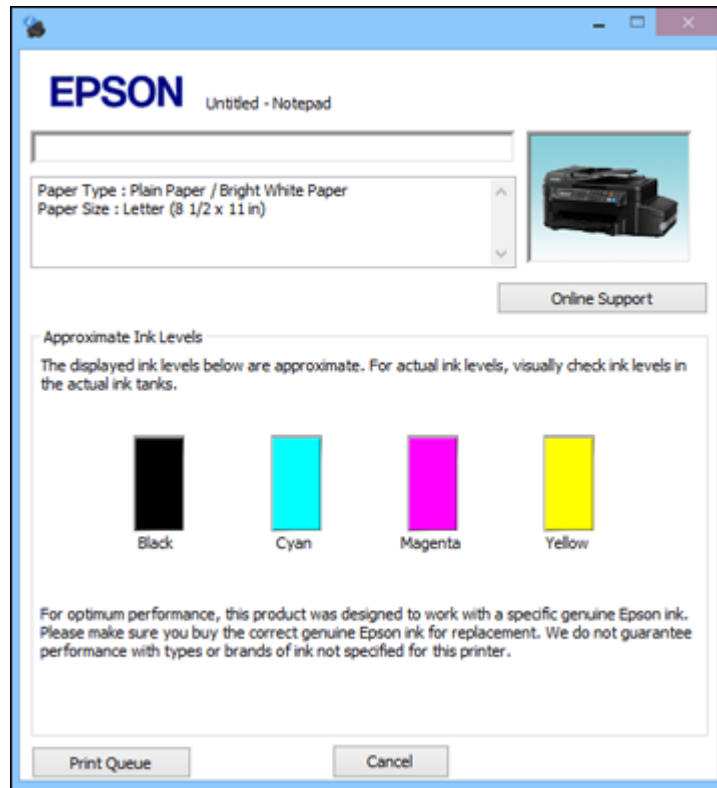 EPSON Untitled - Notepad
Paper Type : Plain Paper / Bright White Paper
Paper Size : Letter (8 1/2 x 11 in)
Online Support
Approximate Ink Levels
The displayed ink levels below are approximate. For actual ink levels, visually check ink levels in
the actual ink tanks.
Black Cyan Magenta Yellow
For optimum performance, this product was designed to work with a specific genuine Epson ink.
Please make sure you buy the correct genuine Epson ink for replacement. We do not guarantee
performance with types or brands of ink not specified for this printer.
Print Queue Cancel